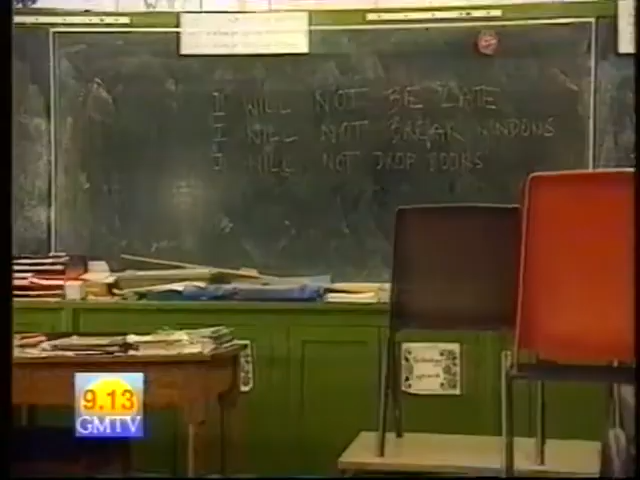 I WILL NOT BE LATE
I WILL NOT BREAK WINDOWS
I WILL NOT DROP BOOKS
9.13
GMTV